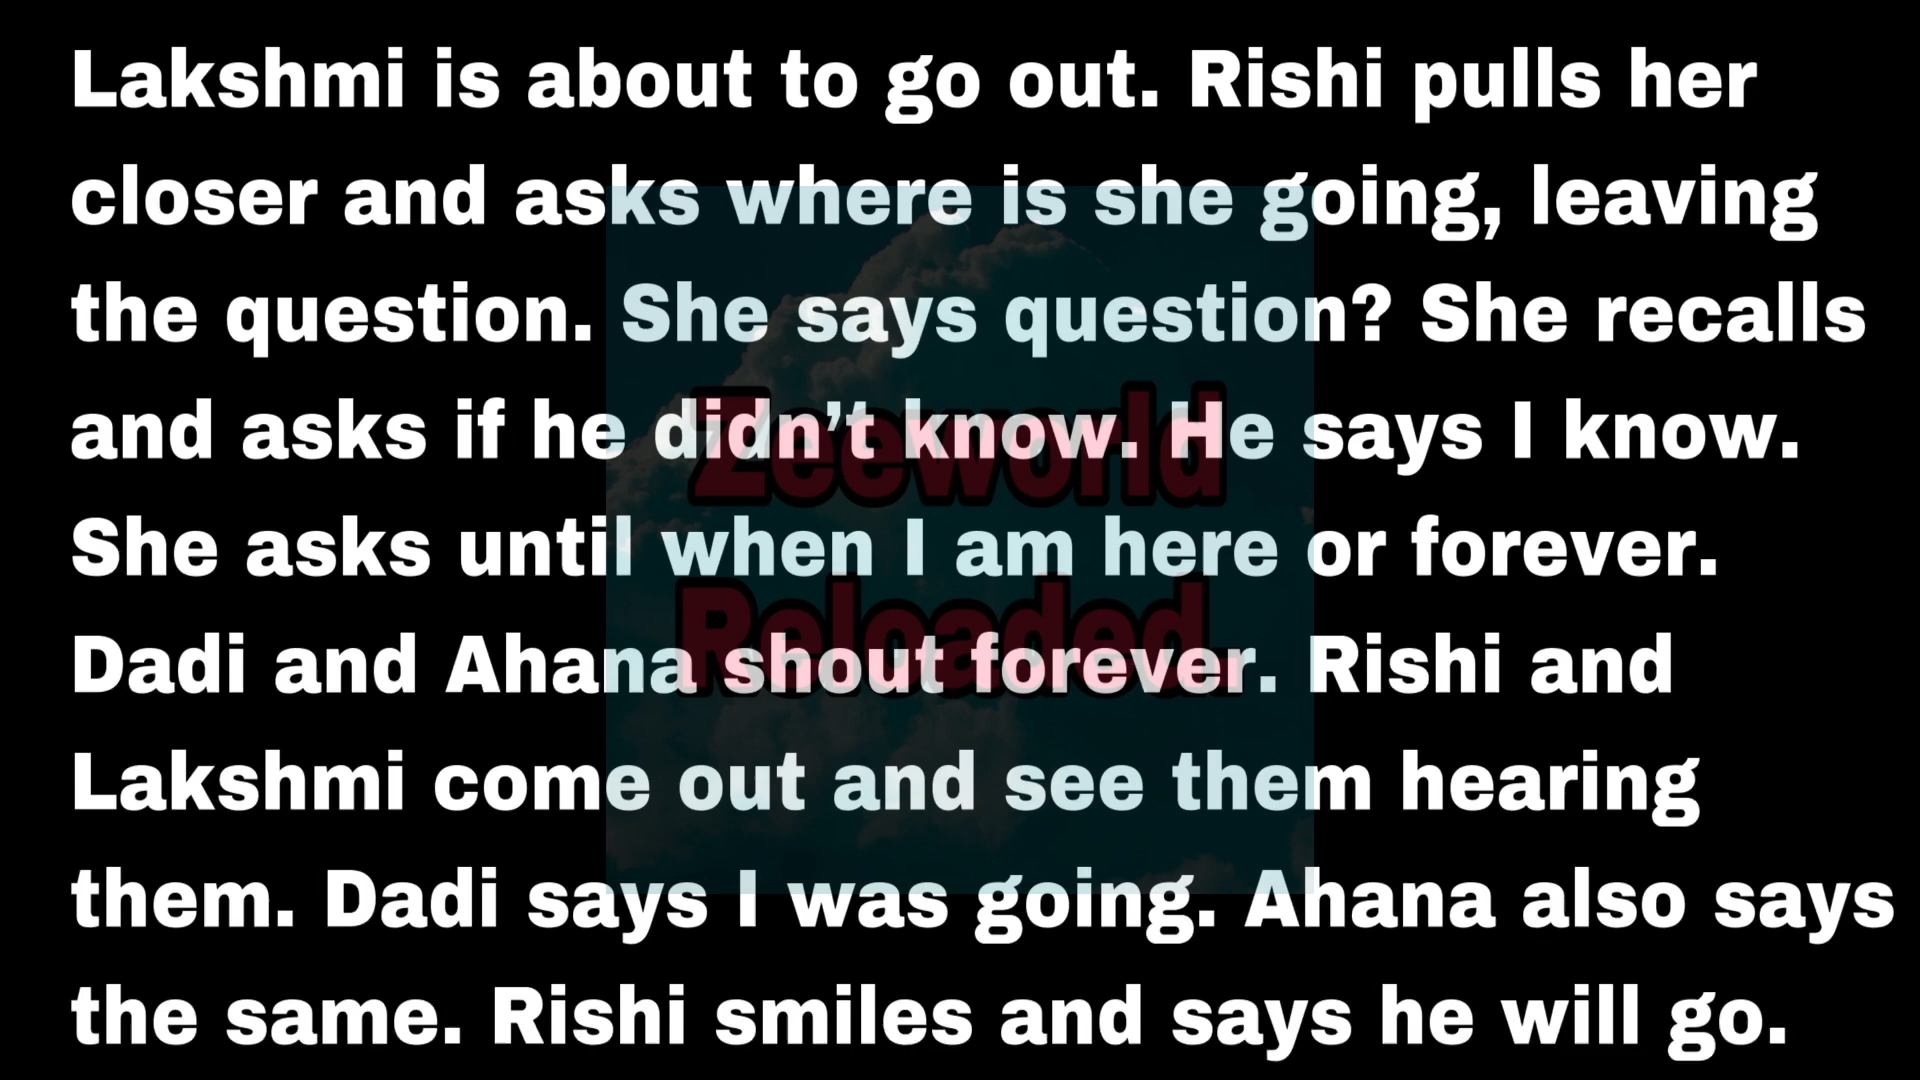 Lakshmi is about to go out. Rishi pulls her
closer and asks where is she going, leaving
the question. She says question? She recalls
and asks if he didn’t know. He says I know.
She asks until when I am here or forever.
Dadi and Ahana shout forever. Rishi and
Lakshmi come out and see them hearing
them. Dadi says I was going. Ahana also says
the same. Rishi smiles and says he will go.
Zeeworld
Reloaded.